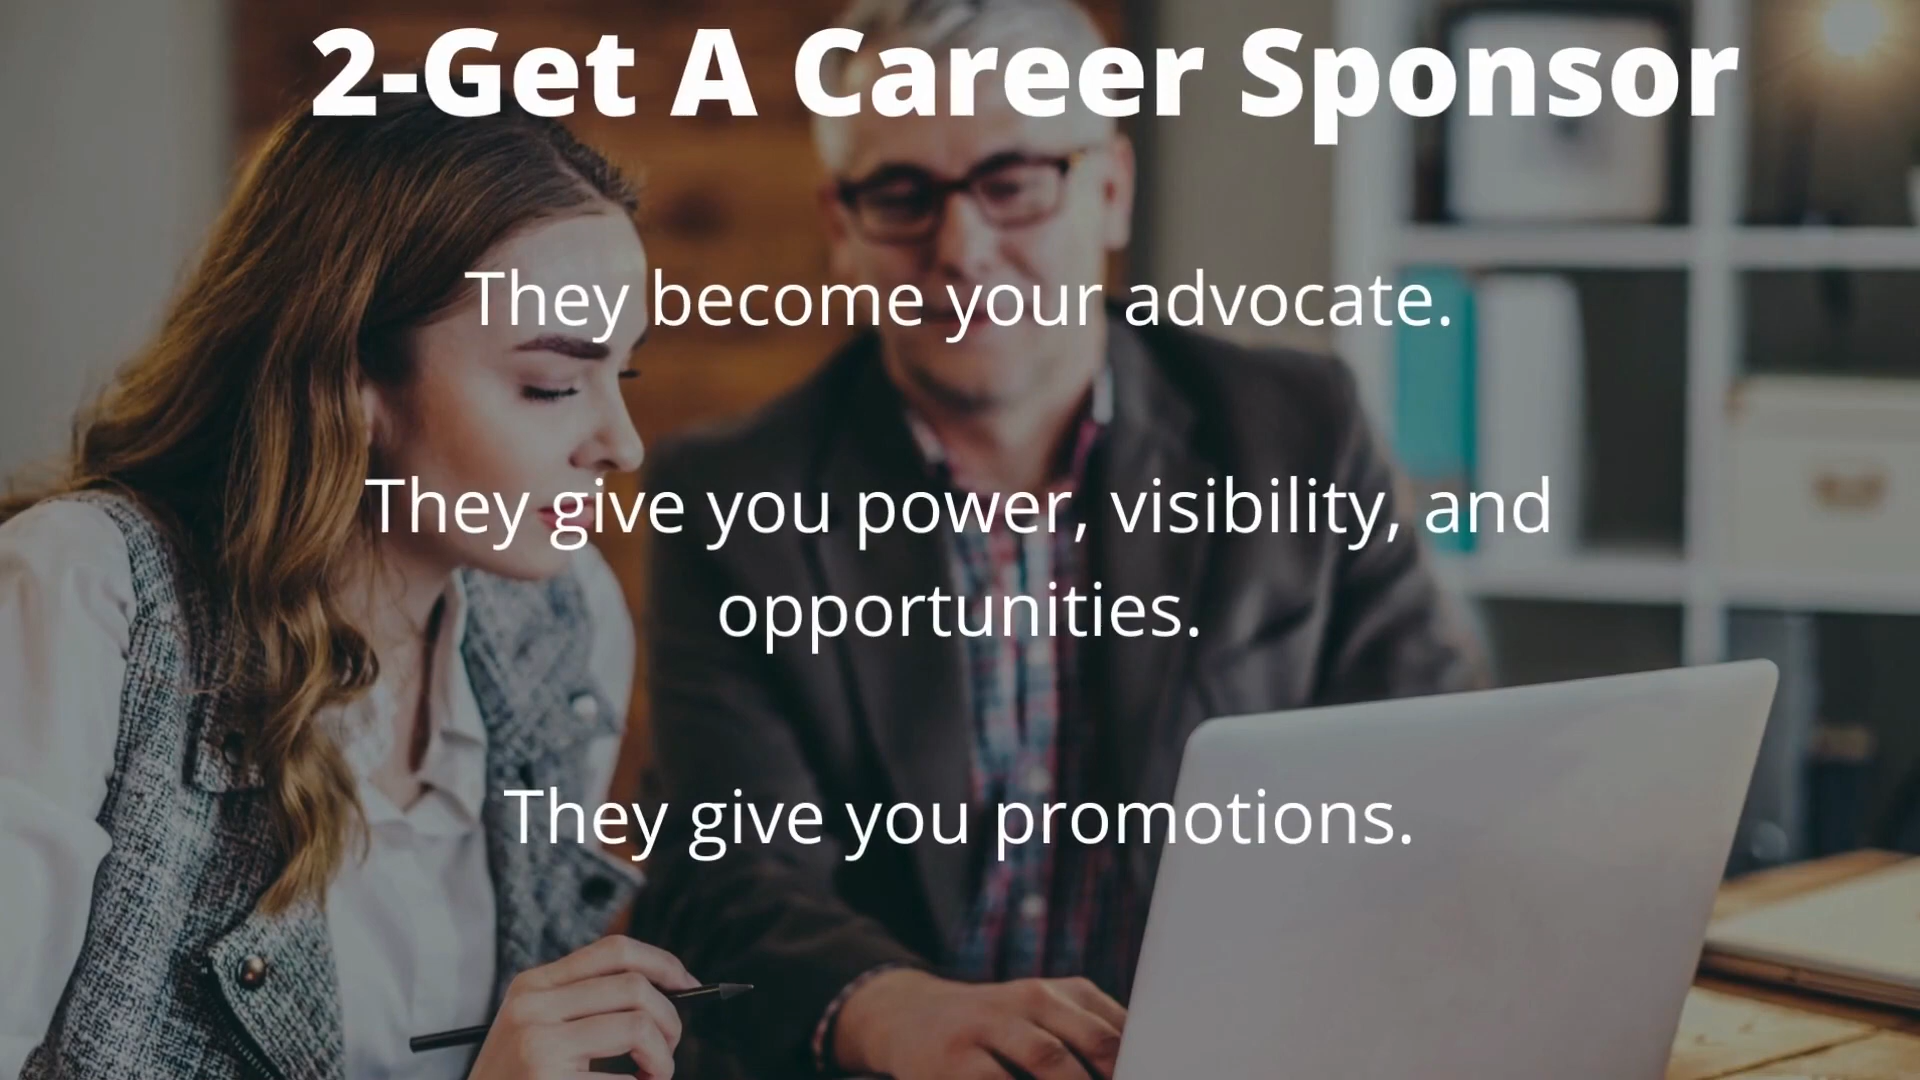 2-Get A Career Sponsor
They become your advocate.
They give you power, visibility, and
opportunities.
They give you promotions.